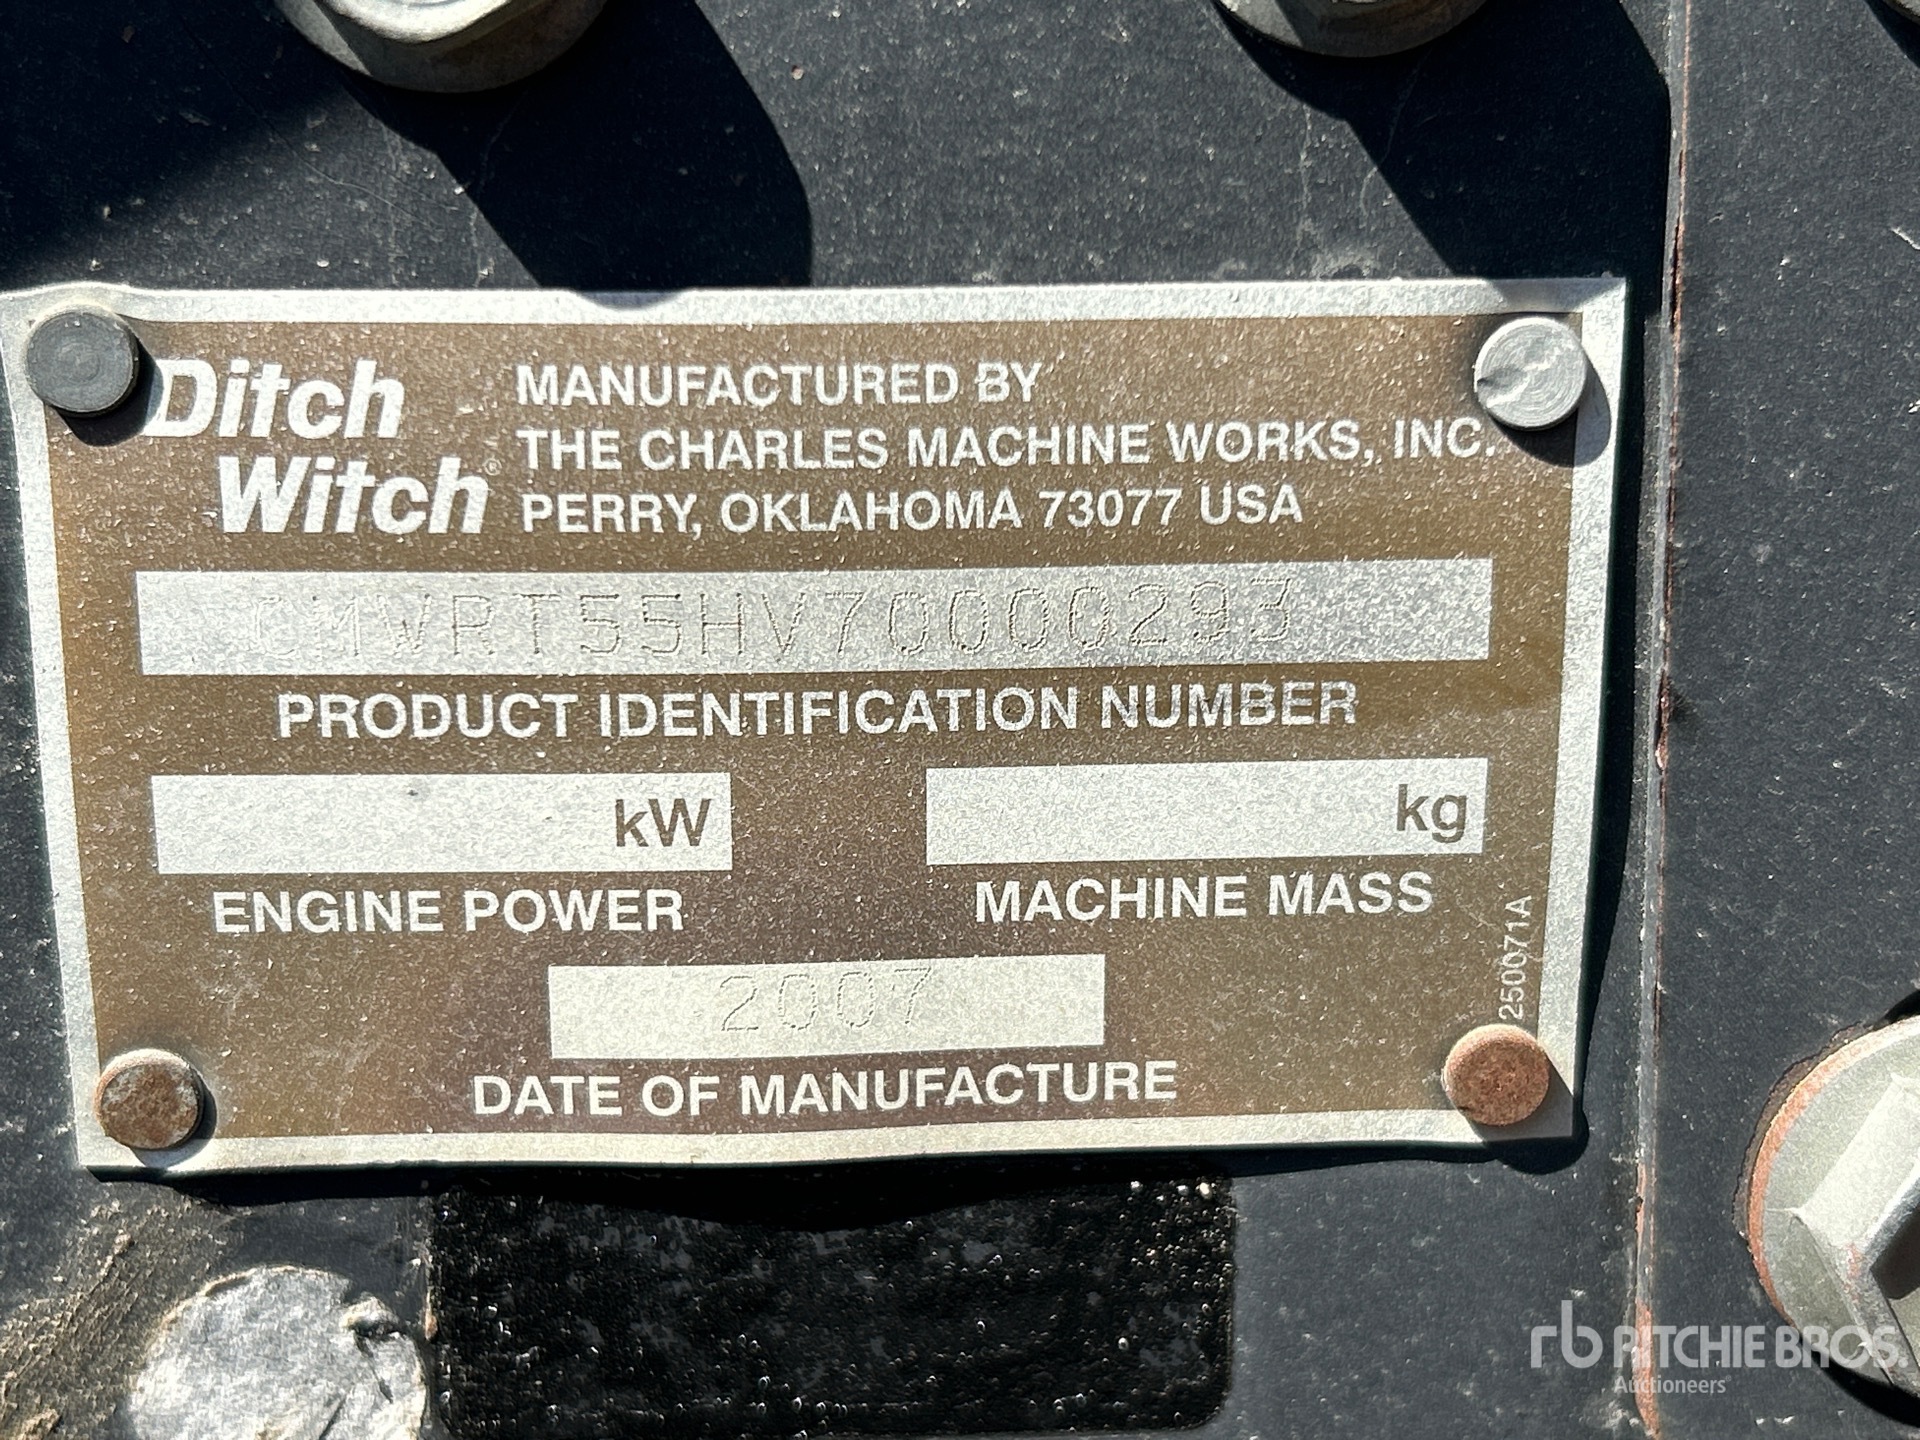 Ditch Witch®
MANUFACTURED BY
THE CHARLES MACHINE WORKS, INC.
PERRY, OKLAHOMA 73077 USA
CMWRT55HV70000293
PRODUCT IDENTIFICATION NUMBER
kW
ENGINE POWER
kg
MACHINE MASS
2007
DATE OF MANUFACTURE
250071A
rb RITCHIE BROS.
Auctioneers